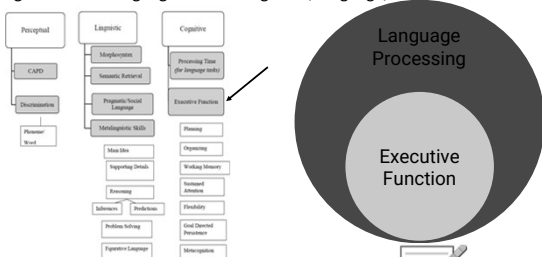 Perceptual
CAPD
Discrimination
Phoneme/
Word
Linguistic
Morphosyntax
Semantic Retrieval
Pragmatic/Social
Language
Metalinguistic Skills
Main Idea
Supporting Details
Reasoning
Inferences
Predictions
Problem Solving
Figurative Language
Cognitive
Processing Time
(for language tasks)
Executive Function
Planning
Organizing
Working Memory
Sustained
Attention
Flexibility
Goal Directed
Persistence
Metacognition
Language
Processing
Executive
Function